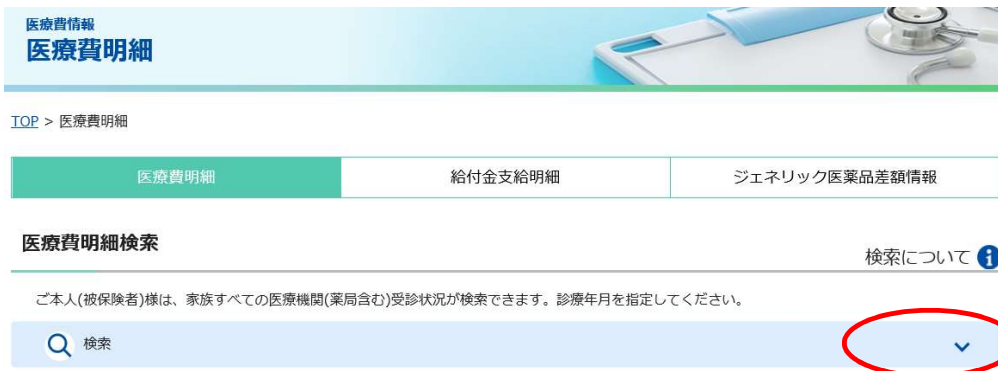 医療費情報
医療費明細
TOP > 医療費明細
医療費明細 給付金支給明細 ジェネリック医薬品差額情報
医療費明細検索
検索について i
ご本人(被保険者)様は、家族すべての医療機関(薬局含む)受診状況が検索できます。診療年月を指定してください。
検索